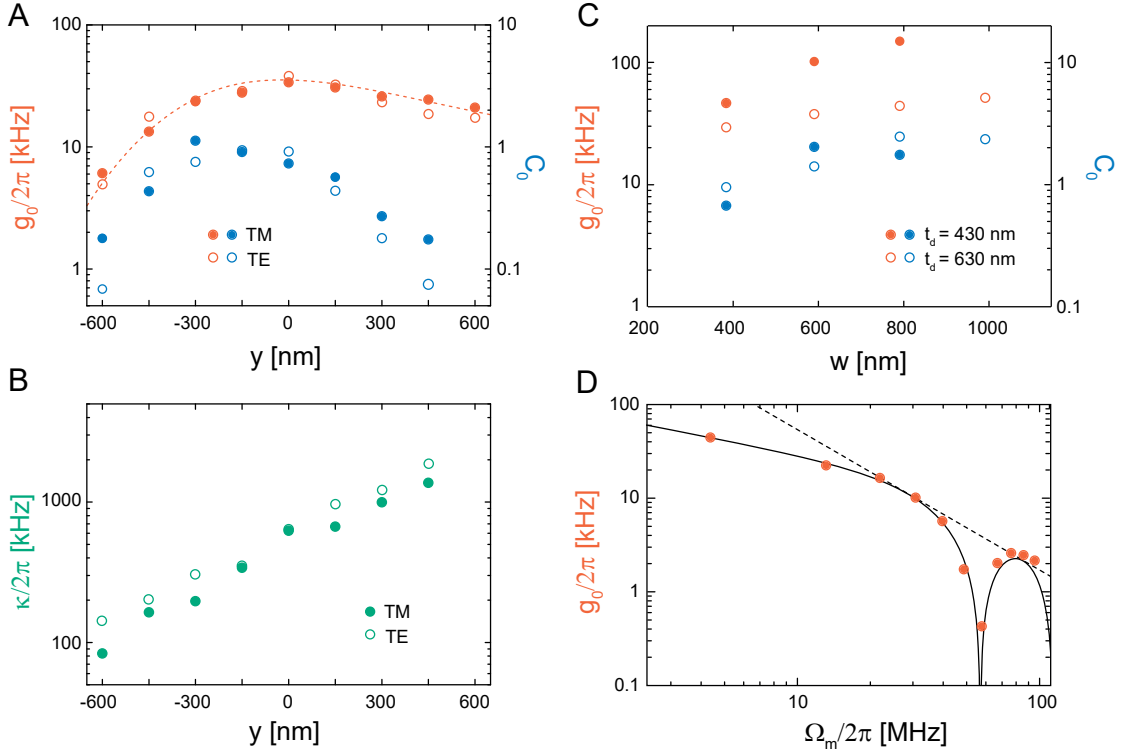 A
100
10
1
g₀/2π [kHz]
10
1
0.1
C₀
TM
TE
-600 -300 0 300 600
y [nm]
B
1000
100
κ/2π [kHz]
TM
TE
-600 -300 0 300 600
y [nm]
C
100
10
1
g₀/2π [kHz]
10
1
0.1
C₀
t_d = 430 nm
t_d = 630 nm
200 400 600 800 1000
w [nm]
D
100
10
1
0.1
g₀/2π [kHz]
10 100
Ω_m/2π [MHz]